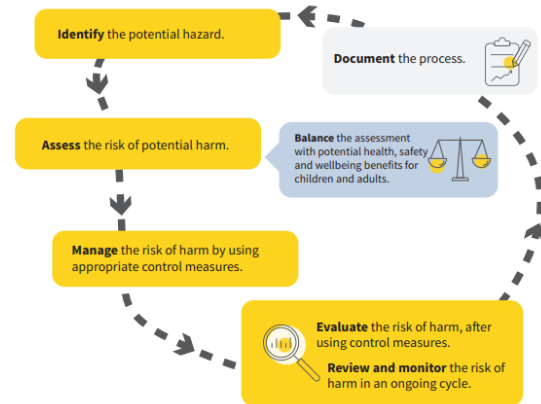 Identify the potential hazard.
Document the process.
Assess the risk of potential harm.
Balance the assessment
with potential health, safety
and wellbeing benefits for
children and adults.
Manage the risk of harm by using
appropriate control measures.
Evaluate the risk of harm, after
using control measures.
Review and monitor the risk of
harm in an ongoing cycle.